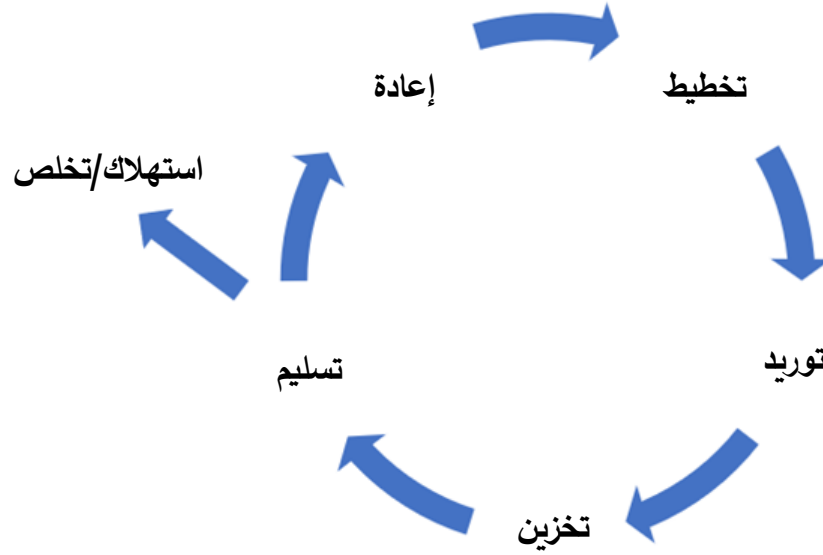 إعادة
تخطيط
استهلاك/تخلص
توريد
تسليم
تخزين